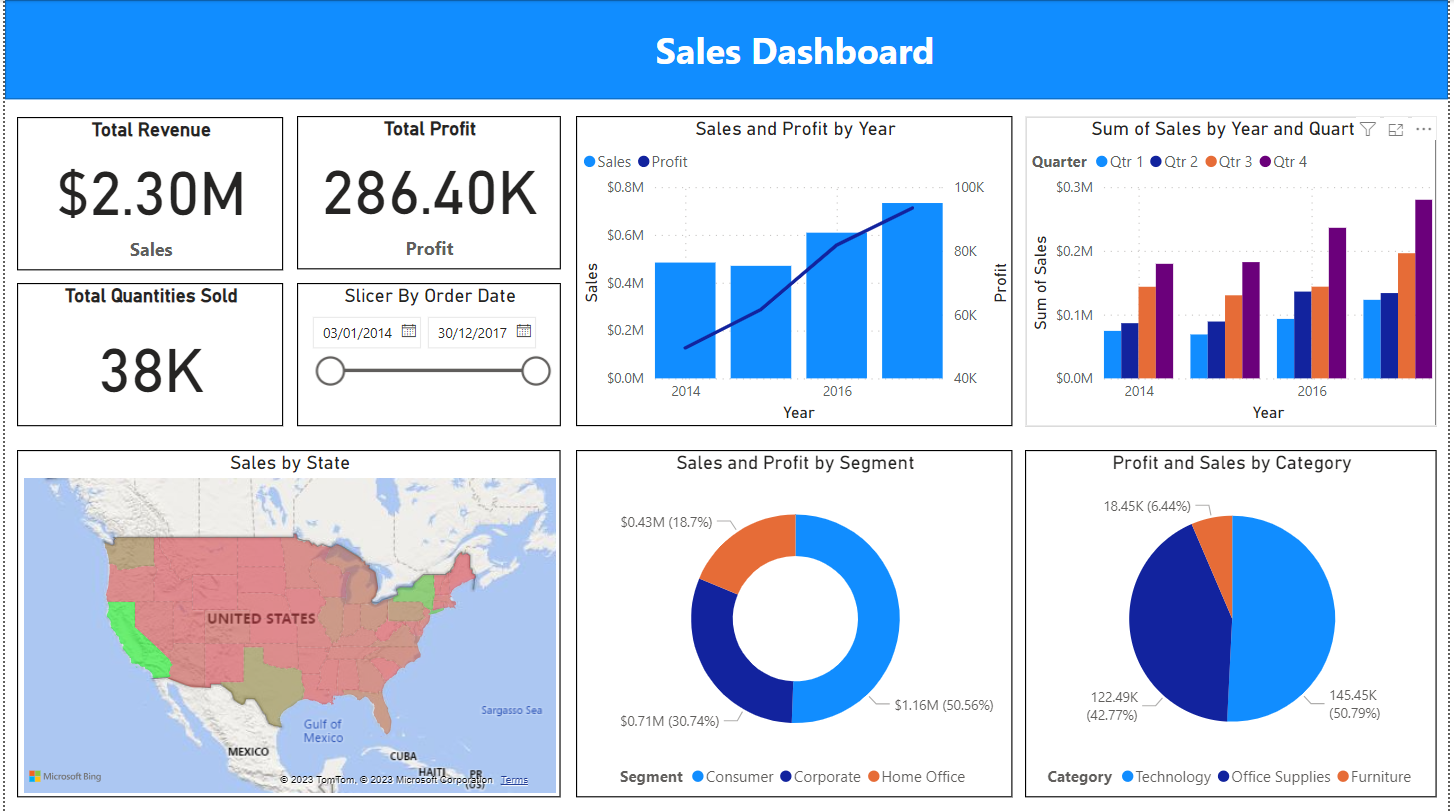 Sales Dashboard
Total Revenue
$2.30M
Sales
Total Profit
286.40K
Profit
Total Quantities Sold
38K
Slicer By Order Date
03/01/2014
30/12/2017
Sales and Profit by Year
Sales Profit
$0.8M
$0.6M
$0.4M
$0.2M
$0.0M
Sales
100K
80K
60K
40K
Profit
2014 2016
Year
Sum of Sales by Year and Quart
Quarter Qtr 1 Qtr 2 Qtr 3 Qtr 4
$0.3M
$0.2M
$0.1M
$0.0M
Sum of Sales
2014 2016
Year
Sales by State
UNITED STATES
Sargasso Sea
Gulf of
Mexico
MEXICO
CUBA
HAITI
PR
(US)
Microsoft Bing
© 2023 TomTom, © 2023 Microsoft Corporation Terms
Sales and Profit by Segment
$0.43M (18.7%)
$1.16M (50.56%)
$0.71M (30.74%)
Segment Consumer Corporate Home Office
Profit and Sales by Category
18.45K (6.44%)
122.49K
(42.77%)
145.45K
(50.79%)
Category Technology Office Supplies Furniture